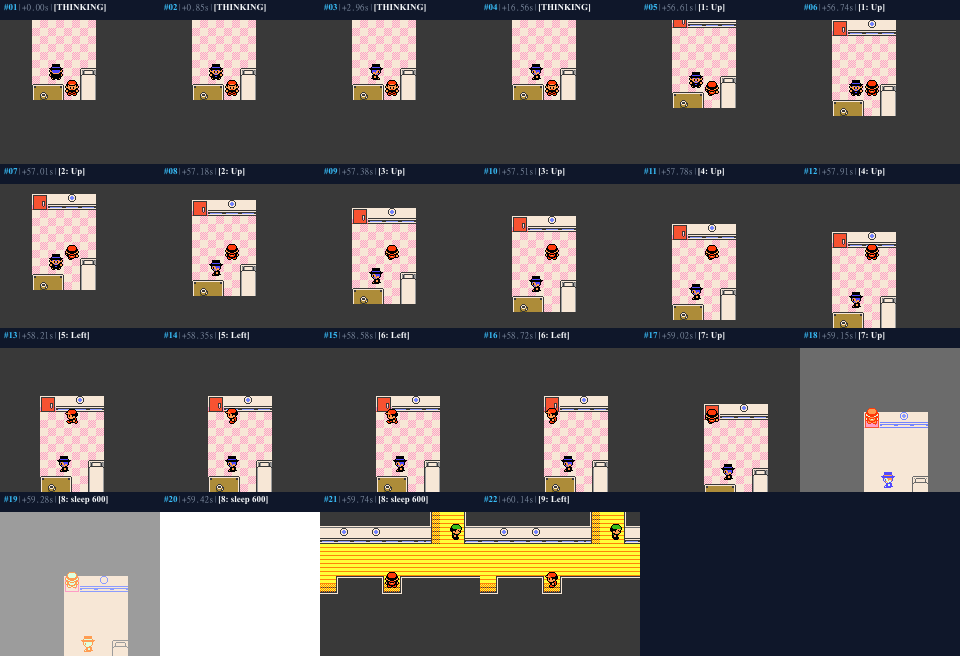 #01|+0.00s|[THINKING]
#02|+0.85s|[THINKING]
#03|+2.96s|[THINKING]
#04|+16.56s|[THINKING]
#05|+56.61s|[1: Up]
#06|+56.74s|[1: Up]
#07|+57.01s|[2: Up]
#08|+57.18s|[2: Up]
#09|+57.38s|[3: Up]
#10|+57.51s|[3: Up]
#11|+57.78s|[4: Up]
#12|+57.91s|[4: Up]
#13|+58.21s|[5: Left]
#14|+58.35s|[5: Left]
#15|+58.58s|[6: Left]
#16|+58.72s|[6: Left]
#17|+59.02s|[7: Up]
#18|+59.15s|[7: Up]
#19|+59.28s|[8: sleep 600]
#20|+59.42s|[8: sleep 600]
#21|+59.74s|[8: sleep 600]
#22|+60.14s|[9: Left]